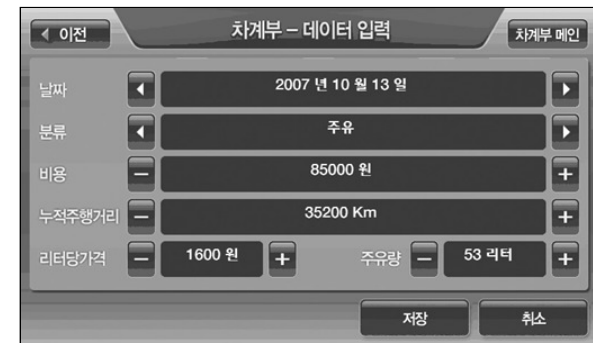 이전 차계부 – 데이터 입력 차계부 메인
날짜 2007 년 10 월 13 일
분류 주유
비용 85000 원
누적주행거리 35200 Km
리터당가격 1600 원 주유량 53 리터
저장 취소